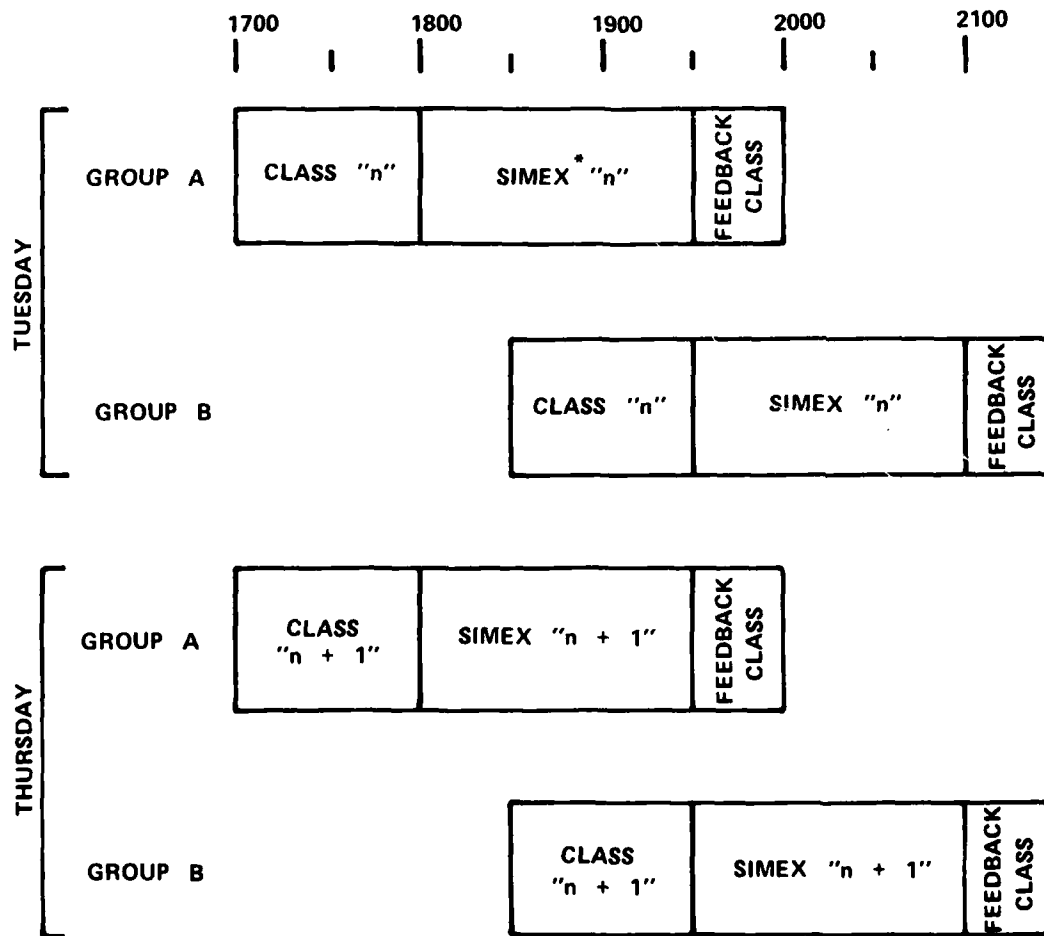 1700 1800 1900 2000 2100
TUESDAY
GROUP A
CLASS "n"
SIMEX* "n"
FEEDBACK
CLASS
GROUP B
CLASS "n"
SIMEX "n"
FEEDBACK
CLASS
THURSDAY
GROUP A
CLASS
"n + 1"
SIMEX "n + 1"
FEEDBACK
CLASS
GROUP B
CLASS
"n + 1"
SIMEX "n + 1"
FEEDBACK
CLASS